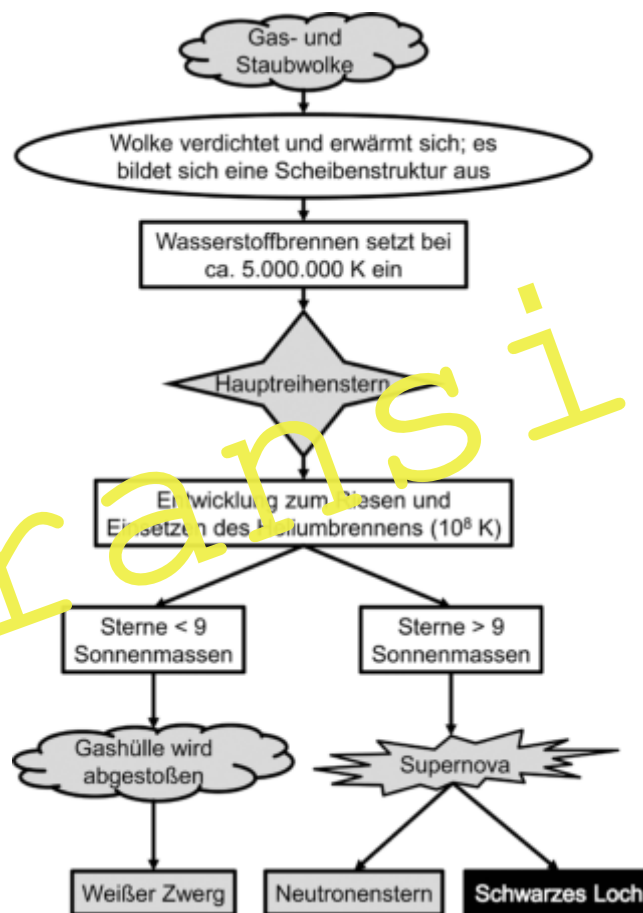 Gas- und
Staubwolke
Wolke verdichtet und erwärmt sich; es
bildet sich eine Scheibenstruktur aus
Wasserstoffbrennen setzt bei
ca. 5.000.000 K ein
Hauptreihenstern
Entwicklung zum Riesen und
Einsetzen des Heliumbrennens (10⁸ K)
Sterne < 9
Sonnenmassen
Sterne > 9
Sonnenmassen
Gashülle wird
abgestoßen
Supernova
Weißer Zwerg
Neutronenstern
Schwarzes Loch
ransi